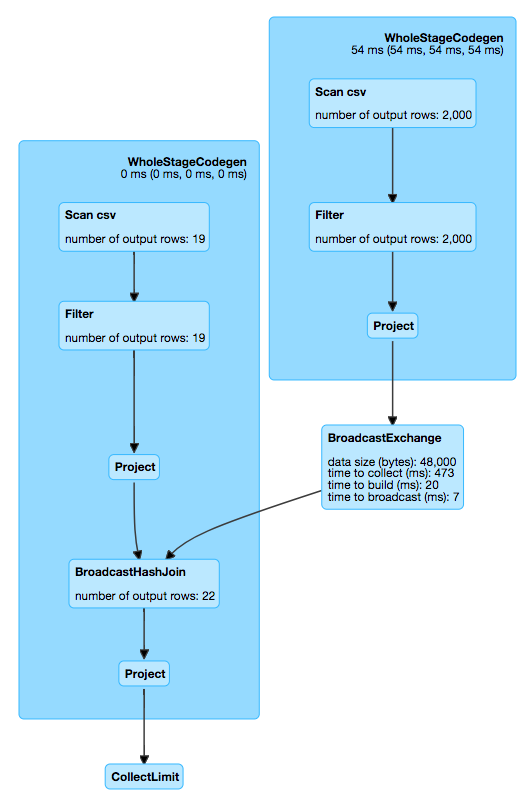 WholeStageCodegen
54 ms (54 ms, 54 ms, 54 ms)
Scan csv
number of output rows: 2,000
Filter
number of output rows: 2,000
Project
BroadcastExchange
data size (bytes): 48,000
time to collect (ms): 473
time to build (ms): 20
time to broadcast (ms): 7
WholeStageCodegen
0 ms (0 ms, 0 ms, 0 ms)
Scan csv
number of output rows: 19
Filter
number of output rows: 19
Project
BroadcastHashJoin
number of output rows: 22
Project
CollectLimit